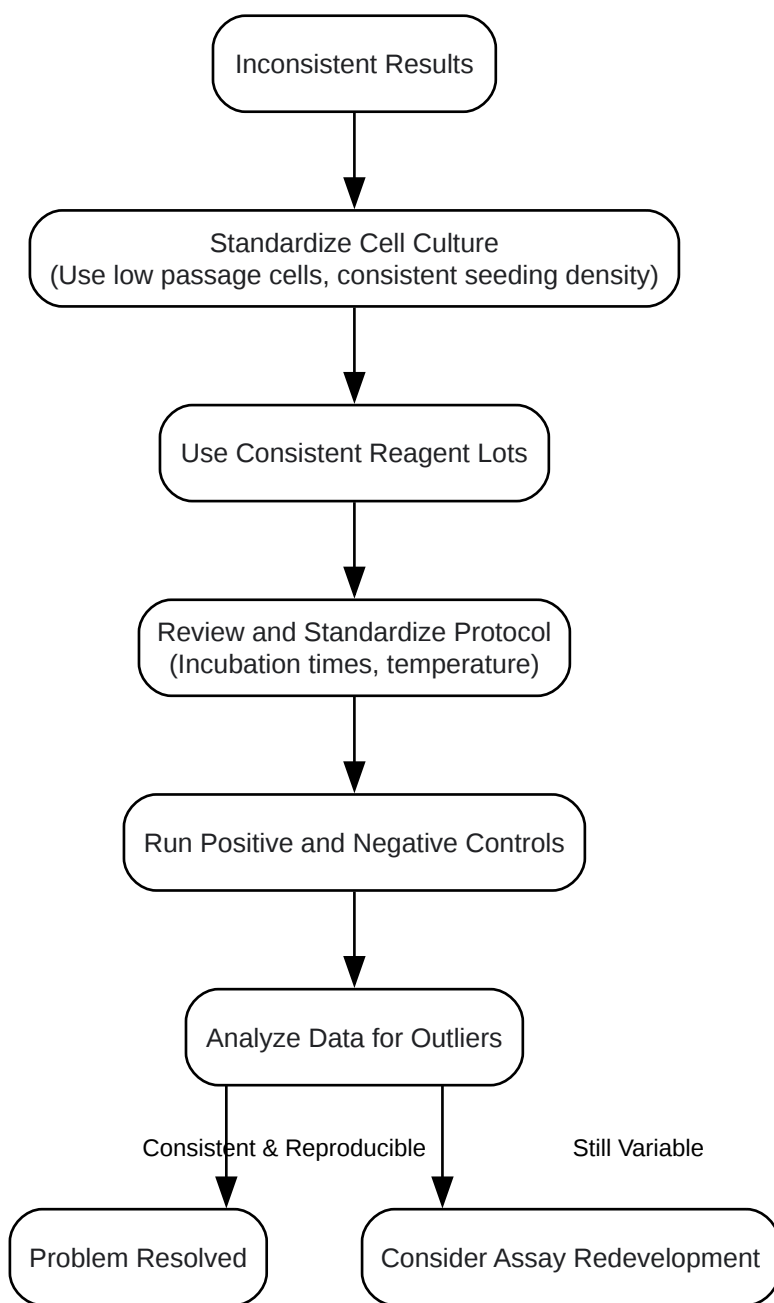 Inconsistent Results
Standardize Cell Culture
(Use low passage cells, consistent seeding density)
Use Consistent Reagent Lots
Review and Standardize Protocol
(Incubation times, temperature)
Run Positive and Negative Controls
Analyze Data for Outliers
Consistent & Reproducible
Still Variable
Problem Resolved
Consider Assay Redevelopment